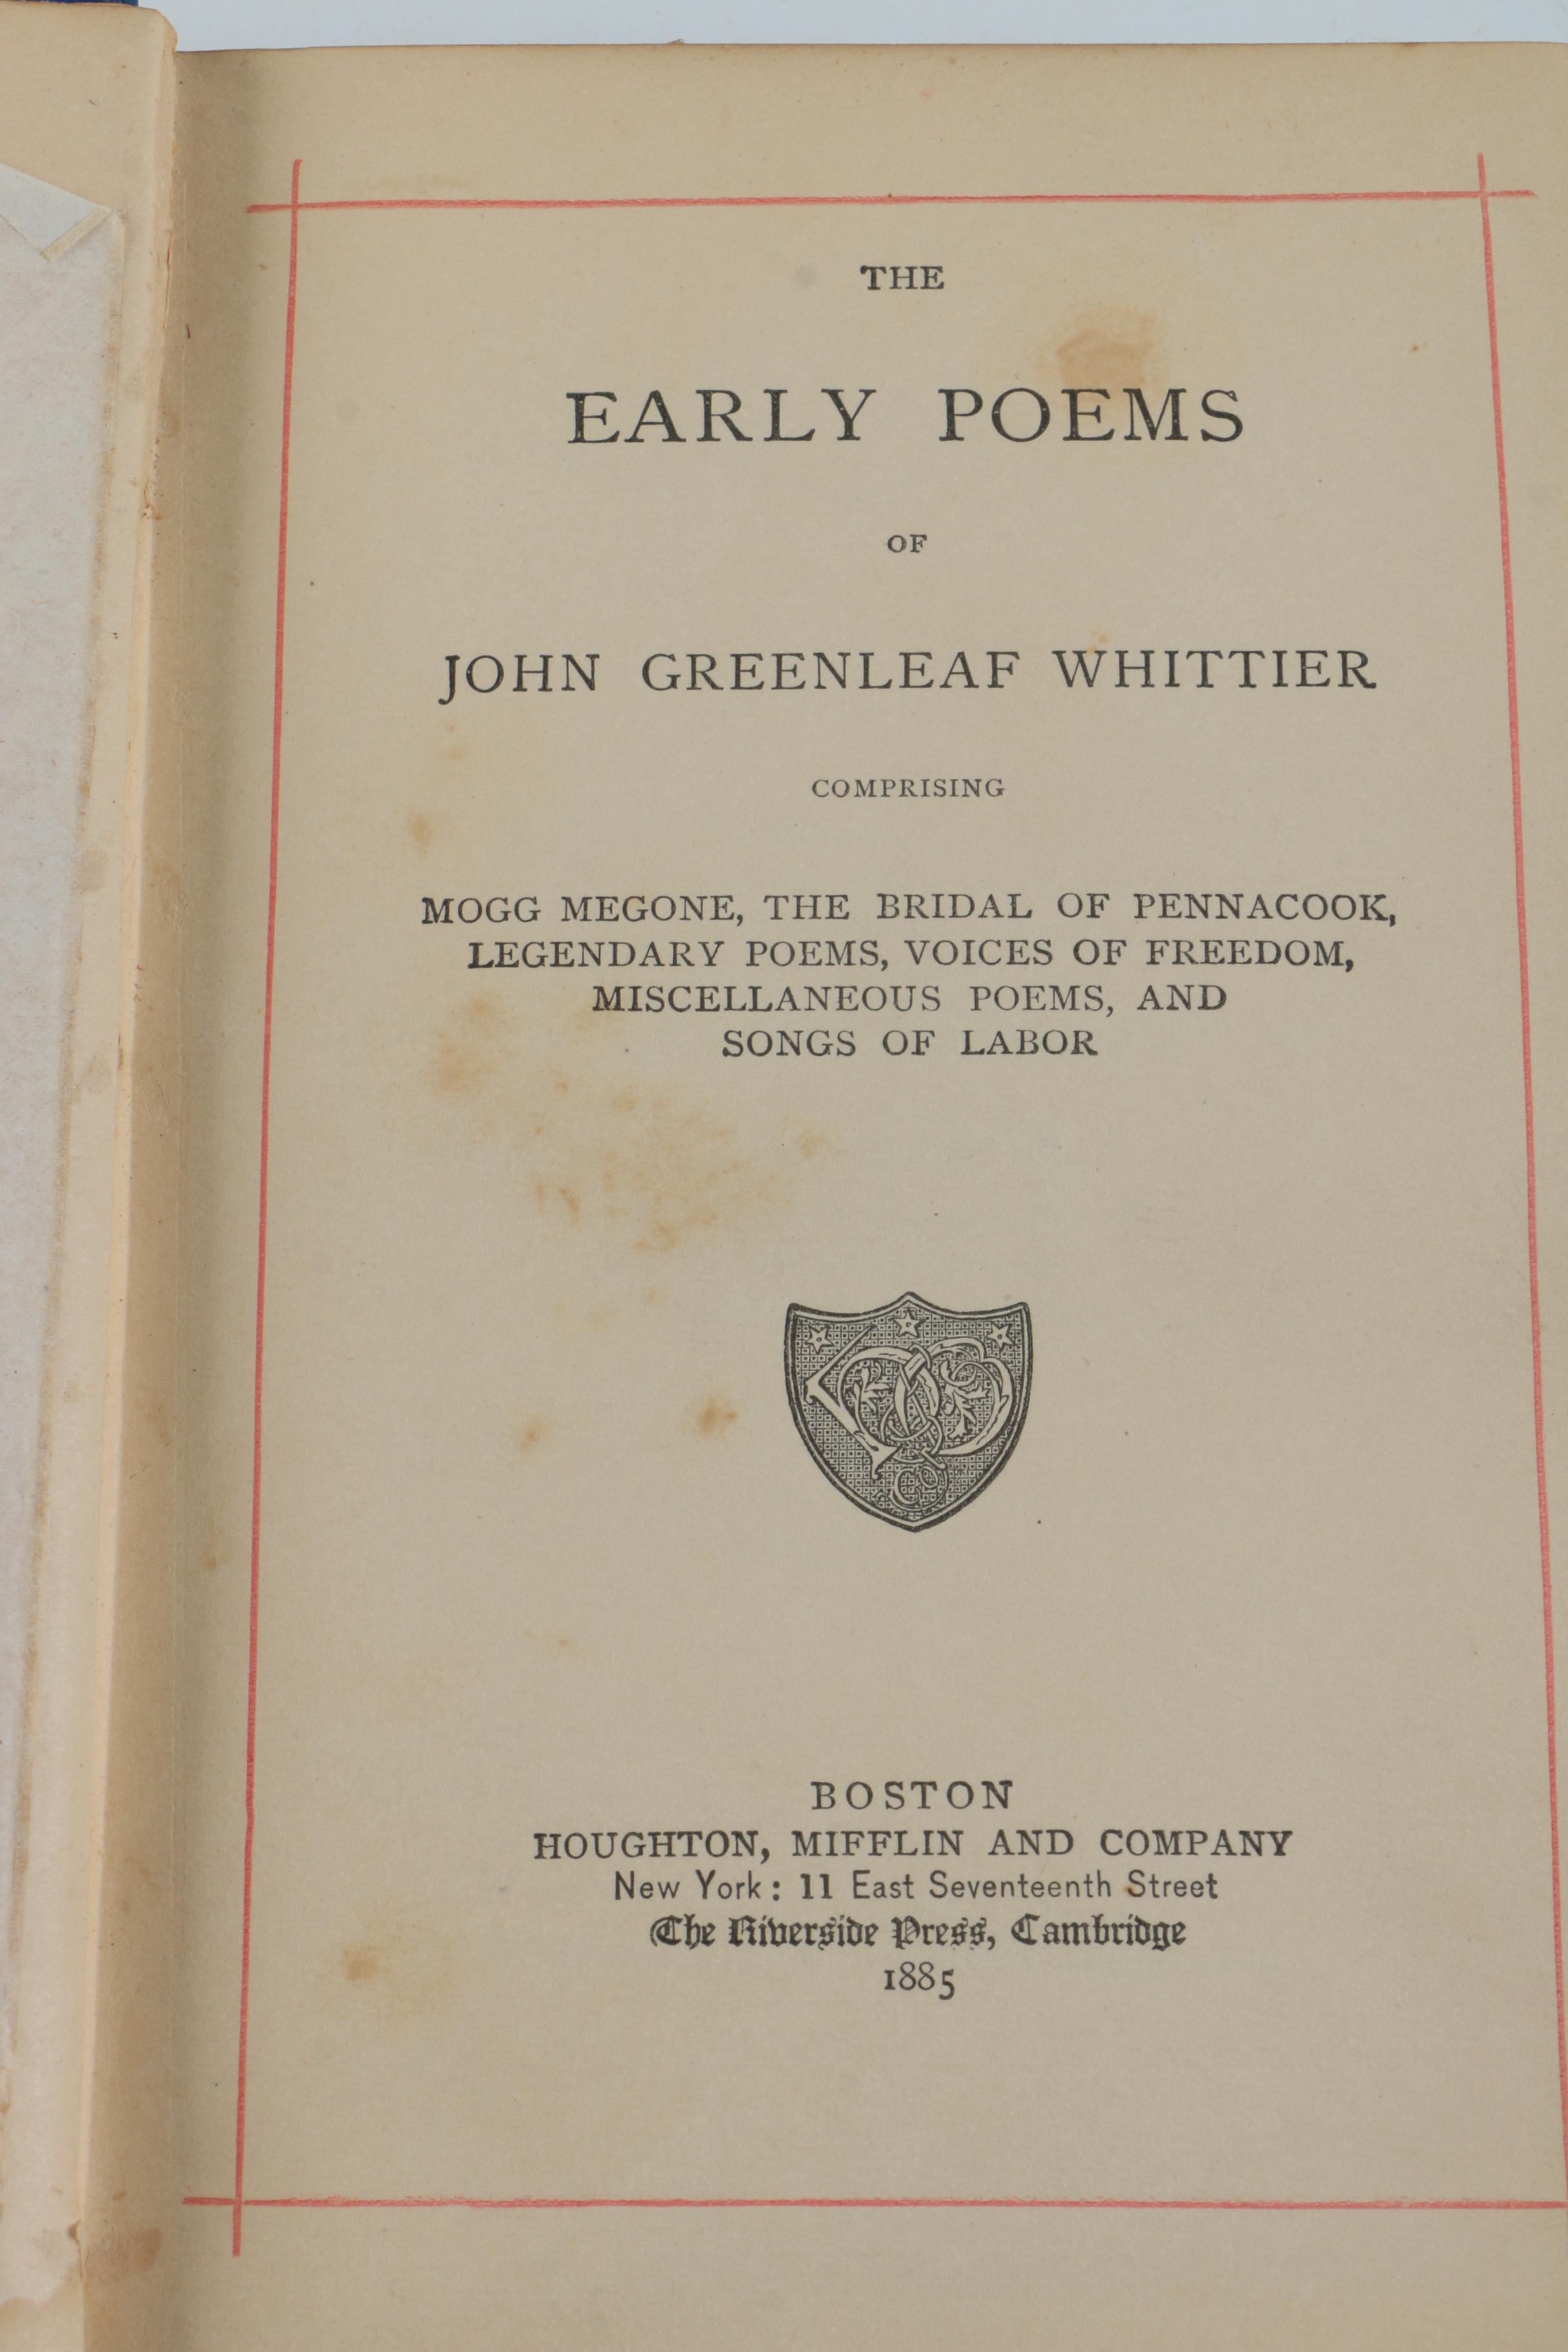 THE
EARLY POEMS
OF
JOHN GREENLEAF WHITTIER
COMPRISING
MOGG MEGONE, THE BRIDAL OF PENNACOOK,
LEGENDARY POEMS, VOICES OF FREEDOM,
MISCELLANEOUS POEMS, AND
SONGS OF LABOR
Co
BOSTON
HOUGHTON, MIFFLIN AND COMPANY
New York: 11 East Seventeenth Street
The Riverside Press, Cambridge
1885